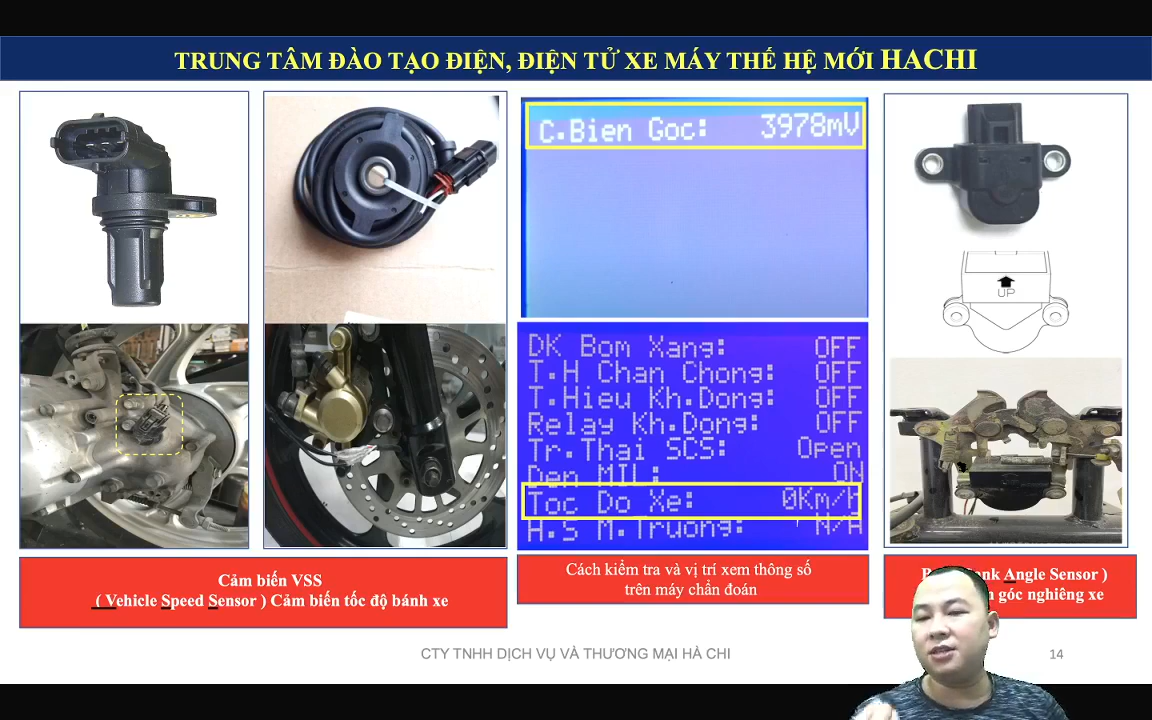 TRUNG TÂM ĐÀO TẠO ĐIỆN, ĐIỆN TỬ XE MÁY THẾ HỆ MỚI HACHI
C.Bien Goc: 3978mV
UP
DK Bom Xang: OFF
T.H Chan Chong: OFF
T.Hieu Kh.Dong: OFF
Relay Kh.Dong: OFF
Tr.Thai SCS: Open
Den MIL: ON
Toc Do Xe: 0Km/h
A.S M.Truong: N/A
Cảm biến VSS
( Vehicle Speed Sensor ) Cảm biến tốc độ bánh xe
Cách kiểm tra và vị trí xem thông số
trên máy chẩn đoán
Angle Sensor )
góc nghiêng xe
CTY TNHH DỊCH VỤ VÀ THƯƠNG MẠI HÀ CHI
14